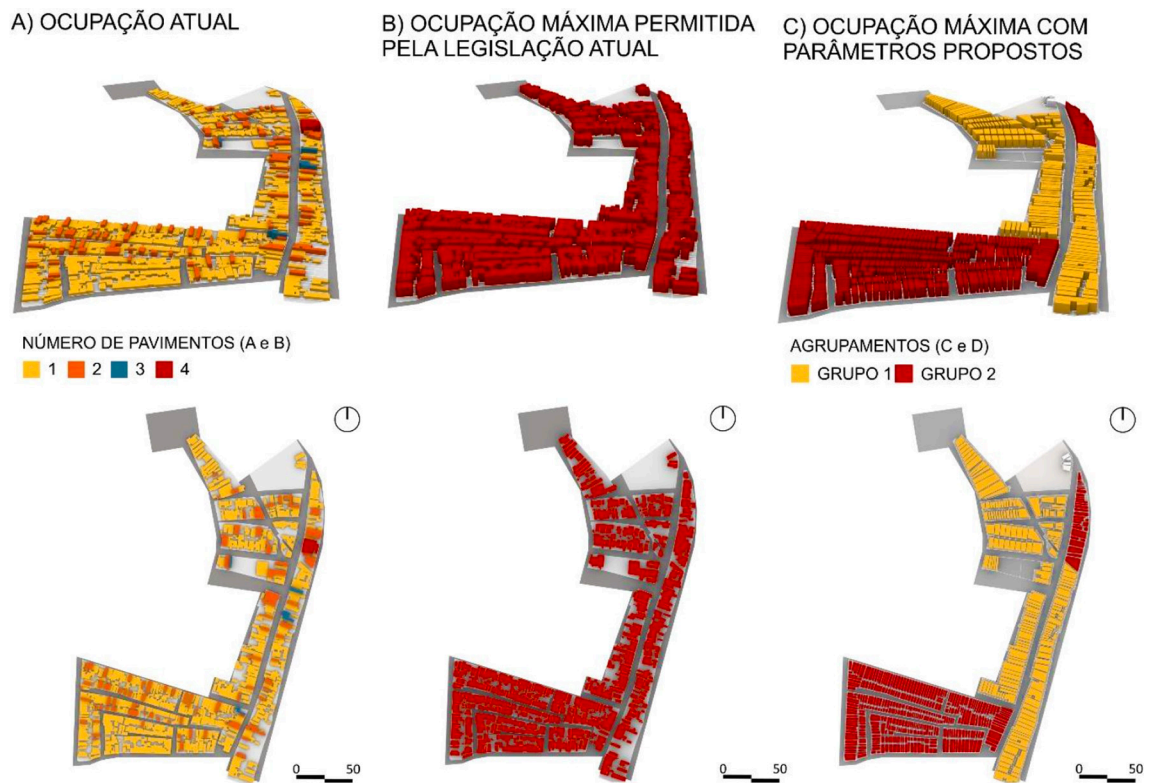 A) OCUPAÇÃO ATUAL
B) OCUPAÇÃO MÁXIMA PERMITIDA
PELA LEGISLAÇÃO ATUAL
C) OCUPAÇÃO MÁXIMA COM
PARÂMETROS PROPOSTOS
NÚMERO DE PAVIMENTOS (A e B)
1 2 3 4
AGRUPAMENTOS (C e D)
GRUPO 1 GRUPO 2
0 50
0 50
0 50